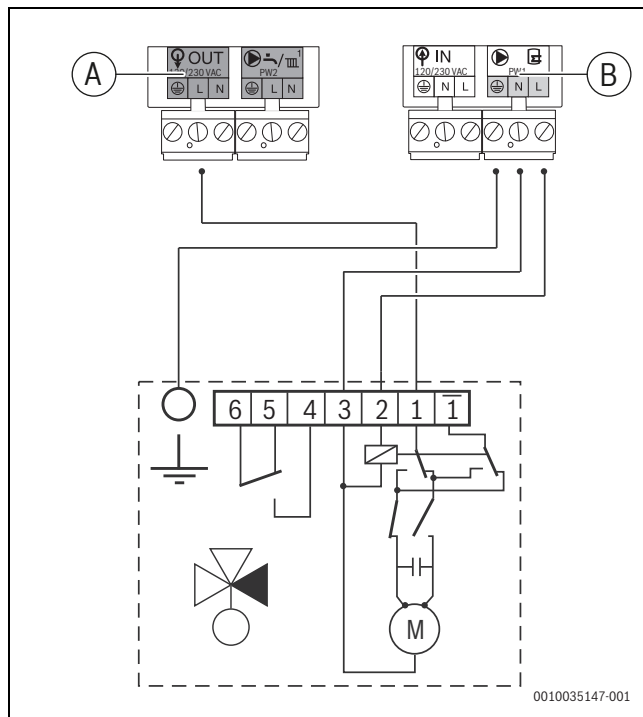 OUT
120/230 VAC
L N
1
PW2
L N
IN
120/230 VAC
N L
PW1
N L
A
B
6 5 4 3 2 1 1̅
M
0010035147-001